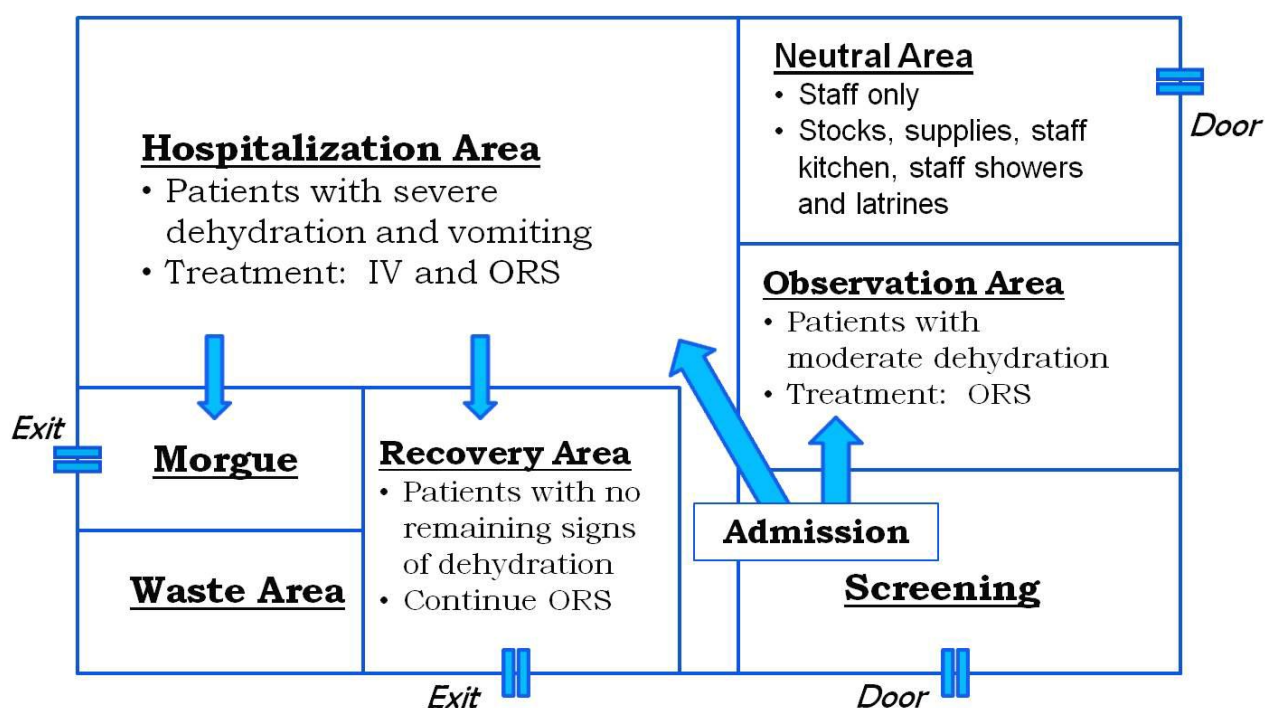 Hospitalization Area
• Patients with severe
dehydration and vomiting
• Treatment: IV and ORS
Neutral Area
• Staff only
• Stocks, supplies, staff
kitchen, staff showers
and latrines
Door
Observation Area
• Patients with
moderate dehydration
• Treatment: ORS
Exit
Morgue
Waste Area
Recovery Area
• Patients with no
remaining signs
of dehydration
• Continue ORS
Exit
Admission
Screening
Door